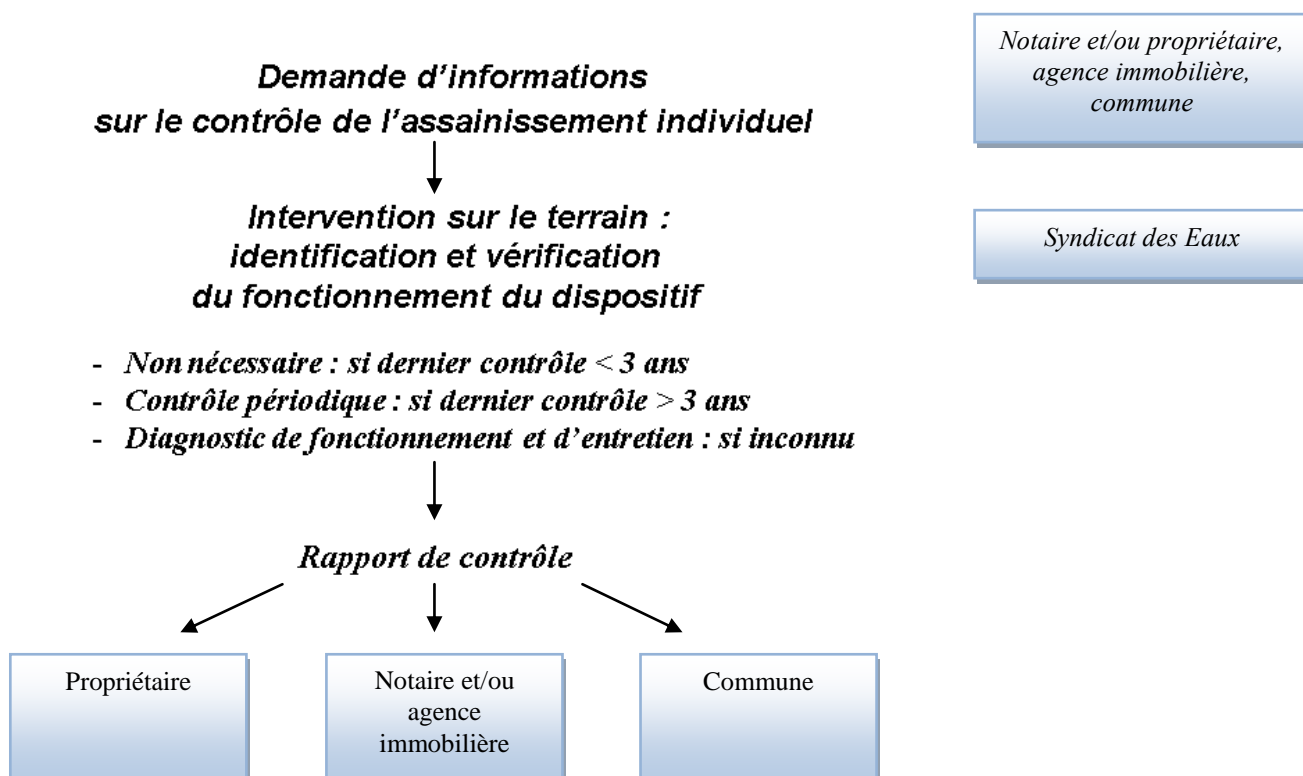 Notaire et/ou propriétaire,
agence immobilière,
commune
Demande d'informations
sur le contrôle de l'assainissement individuel
Syndicat des Eaux
Intervention sur le terrain :
identification et vérification
du fonctionnement du dispositif
- Non nécessaire : si dernier contrôle < 3 ans
- Contrôle périodique : si dernier contrôle > 3 ans
- Diagnostic de fonctionnement et d'entretien : si inconnu
Rapport de contrôle
Propriétaire
Notaire et/ou
agence
immobilière
Commune